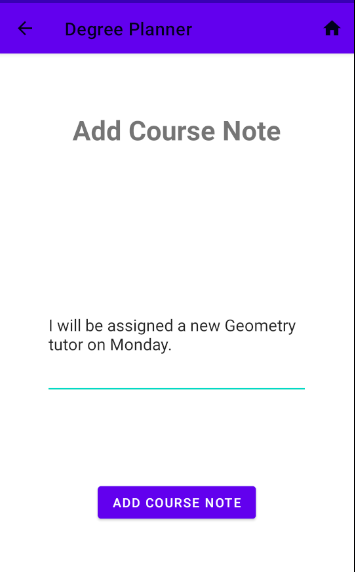 Degree Planner
Add Course Note
I will be assigned a new Geometry
tutor on Monday.
ADD COURSE NOTE